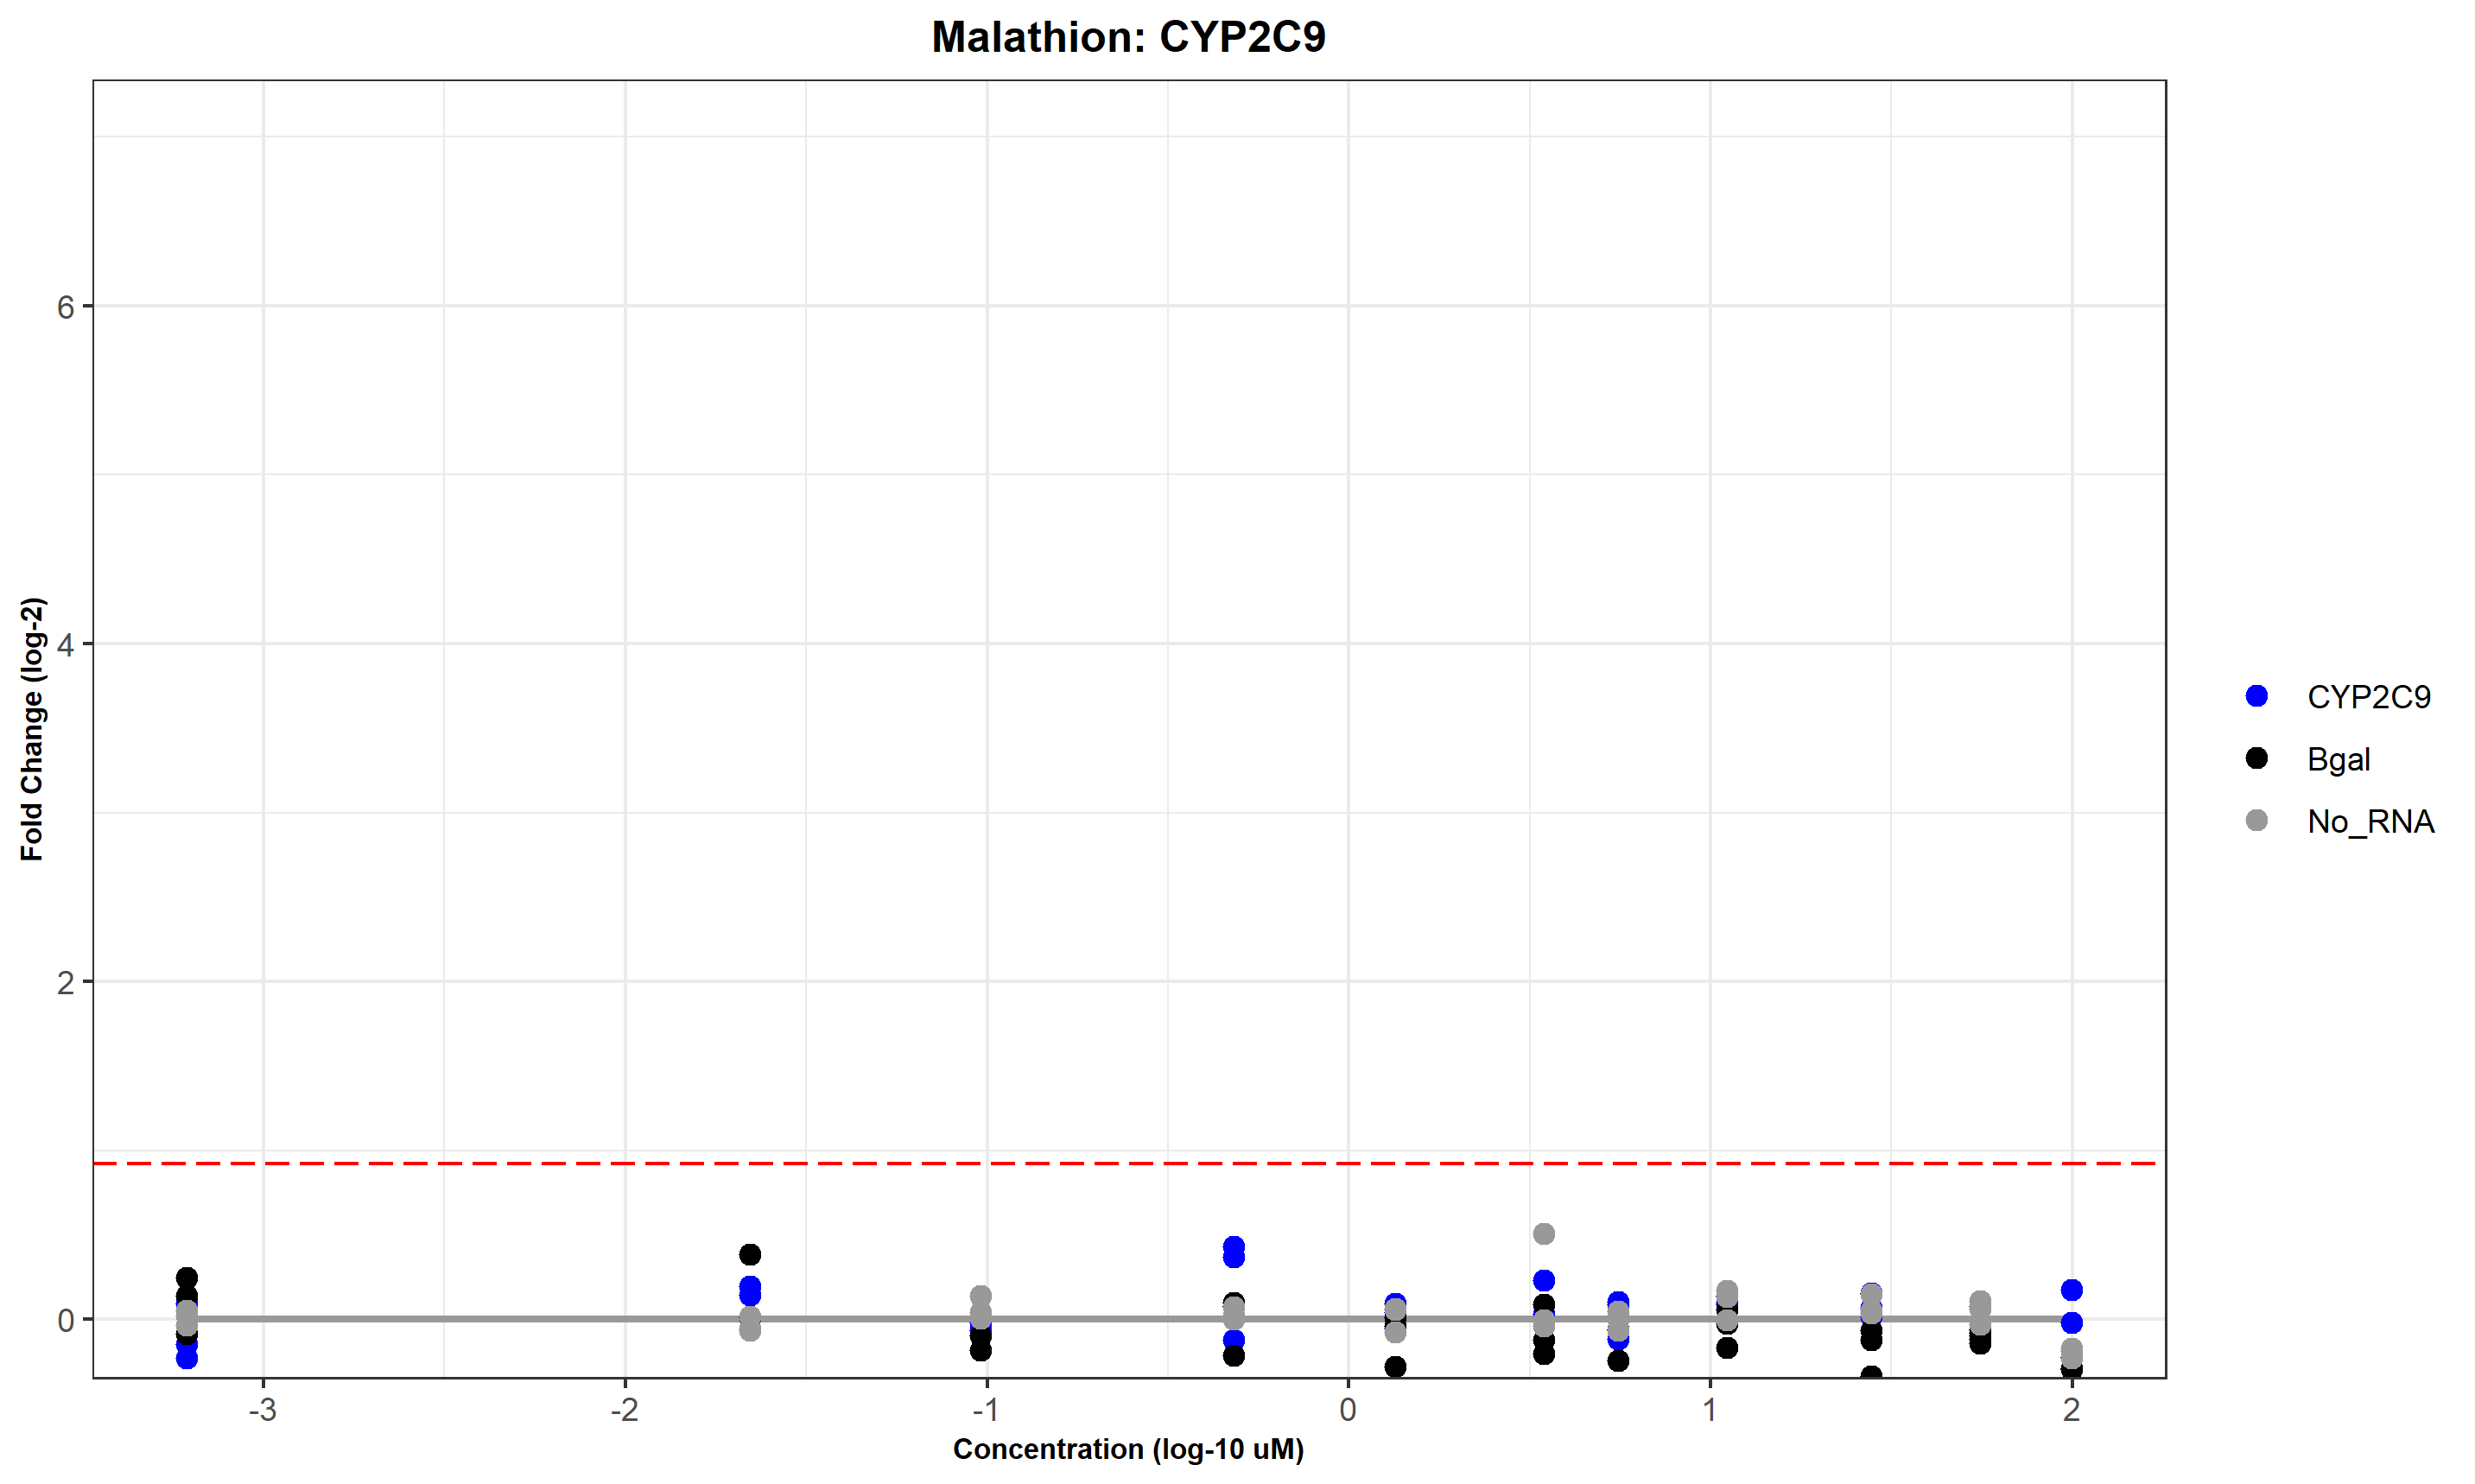 Malathion: CYP2C9
Fold Change (log-2)
6
4
2
0
-3 -2 -1 0 1 2
Concentration (log-10 uM)
CYP2C9
Bgal
No_RNA